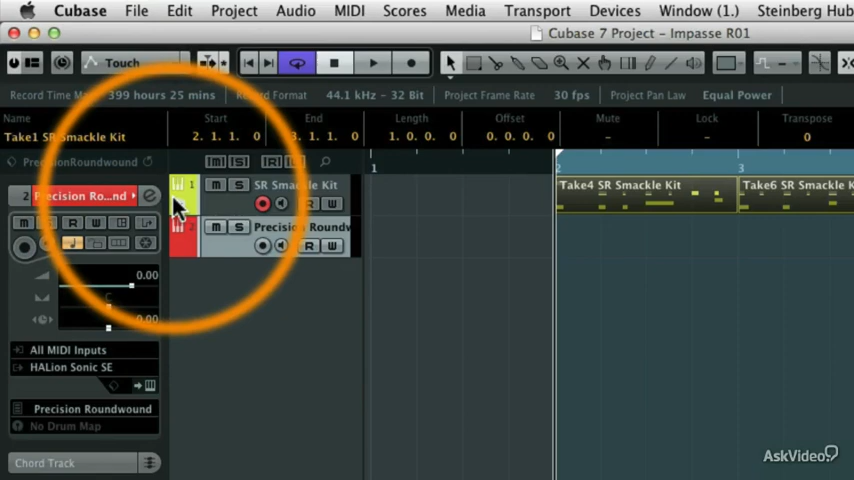 Cubase File Edit Project Audio MIDI Scores Media Transport Devices Window (1.) Steinberg Hub
Cubase 7 Project - Impasse R01
Touch
399 hours 25 mins Record Format 44.1 kHz - 32 Bit Project Frame Rate 30 fps Project Pan Law Equal Power
Name Start End Length Offset Mute Lock Transpose
Take1 SR Smackle Kit 2. 1. 1. 0 3. 1. 1. 0 1. 0. 0. 0 0. 0. 0. 0 - - 0
PrecisionRoundwound
1 2 3
2 Precision Ro...nd
1 M S SR Smackle Kit
R W
Take4 SR Smackle Kit Take6 SR Smackle K
M S R W
2 M S Precision Roundw
R W
0.00
C
0.00
All MIDI Inputs
HALion Sonic SE
Precision Roundwound
No Drum Map
Chord Track
AskVideo